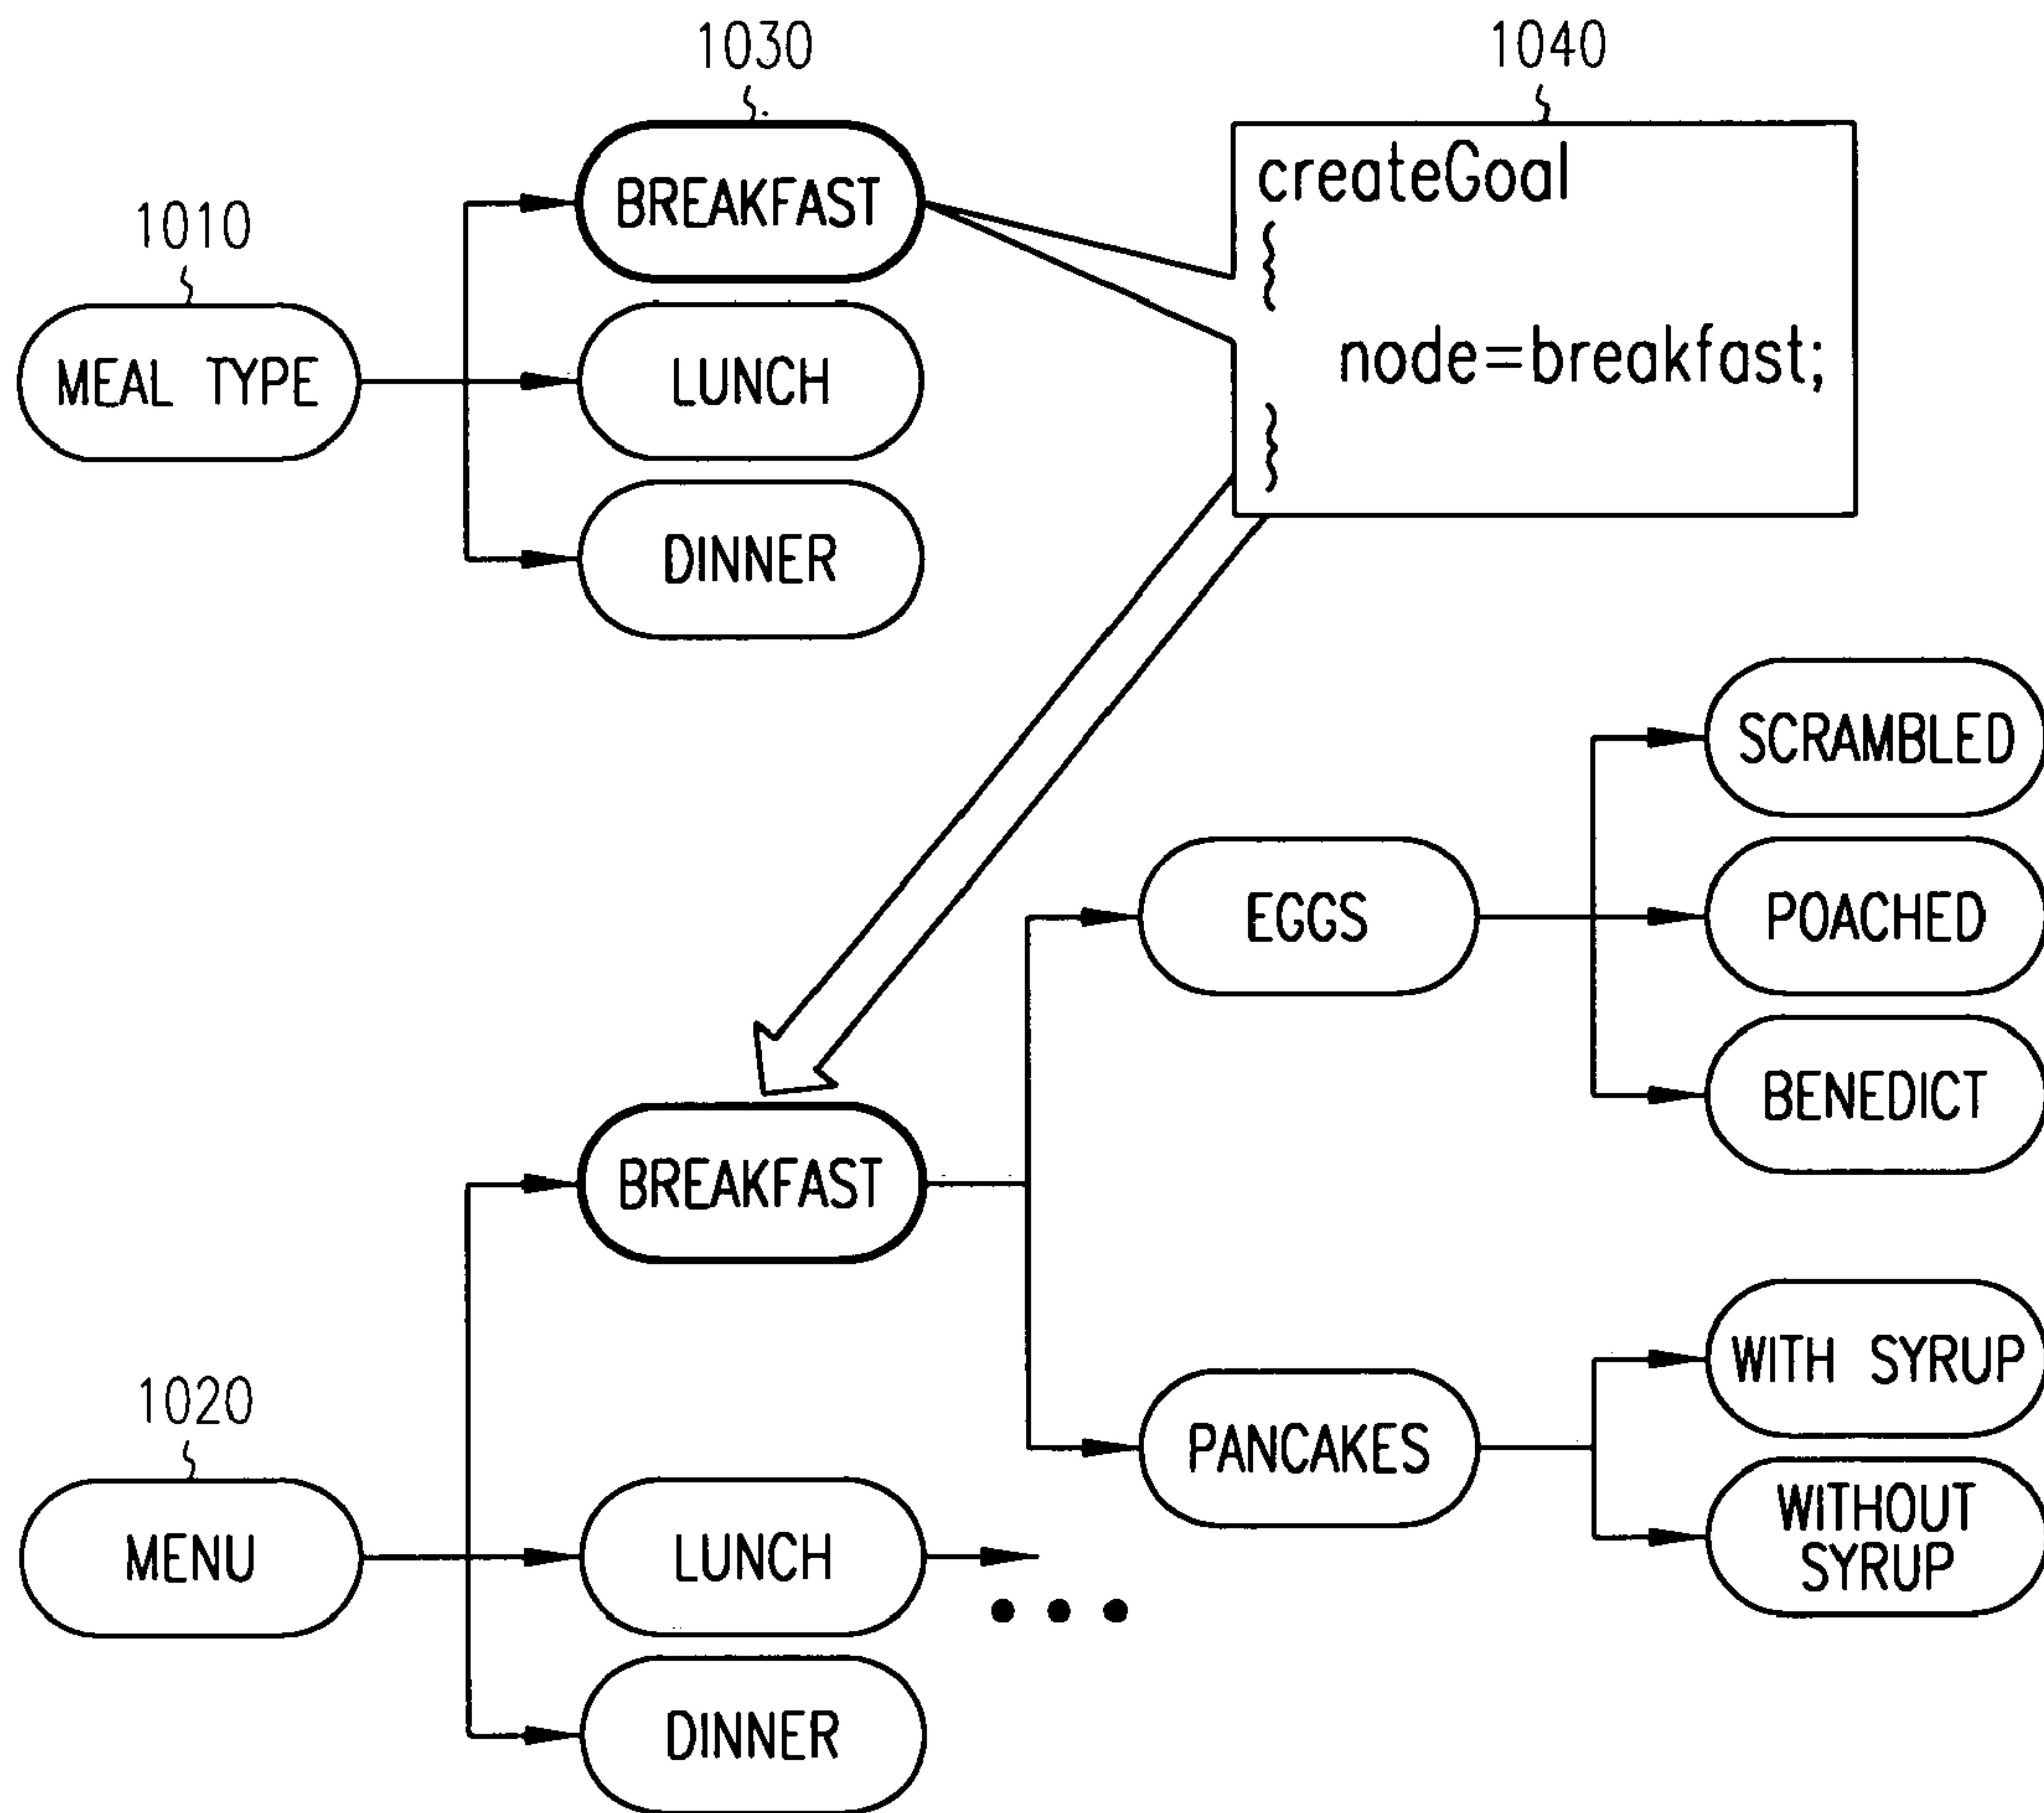 1030
1040
BREAKFAST
createGoal
{
node=breakfast;
}
1010
MEAL TYPE
LUNCH
DINNER
SCRAMBLED
EGGS
POACHED
BENEDICT
BREAKFAST
WITH SYRUP
1020
PANCAKES
WITHOUT
SYRUP
MENU
LUNCH
• • •
DINNER